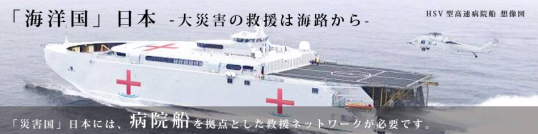 「海洋国」日本 -大災害の救援は海路から-
HSV型高速病院船 想像図
「災害国」日本には、病院船を拠点とした救援ネットワークが必要です。